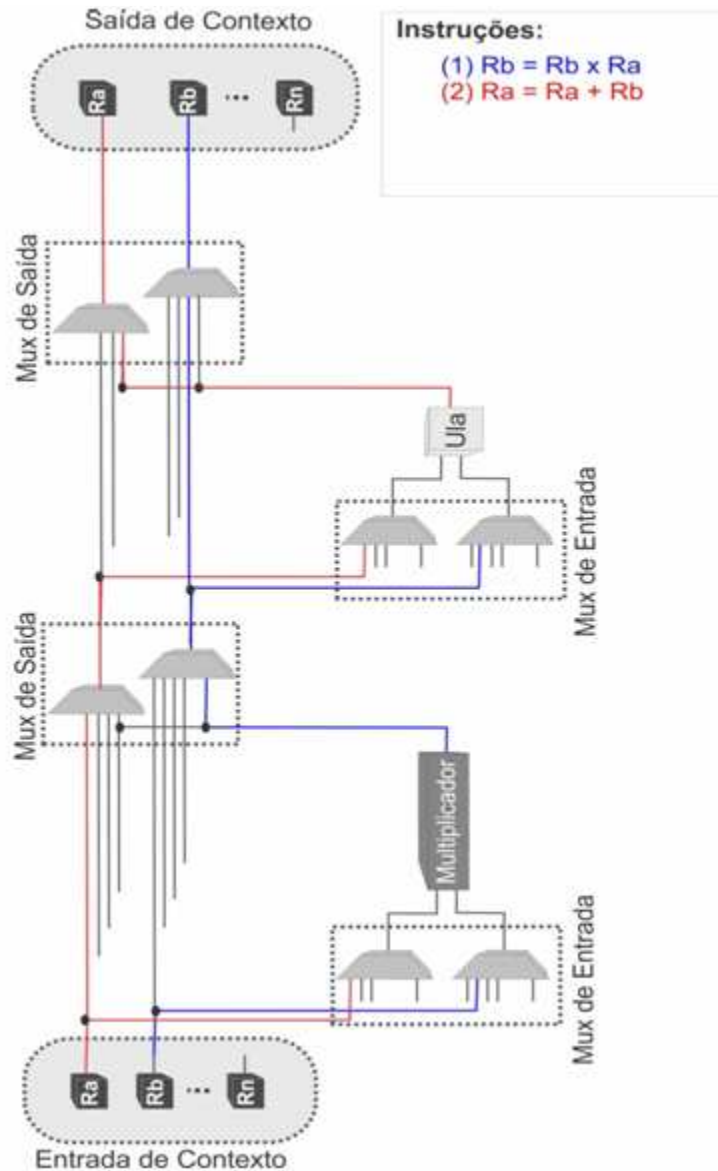 Saída de Contexto
Ra
Rb
...
Rn
Instruções:
(1) Rb = Rb x Ra
(2) Ra = Ra + Rb
Mux de Saída
Ula
Mux de Entrada
Mux de Saída
Multiplicador
Mux de Entrada
Ra
Rb
...
Rn
Entrada de Contexto